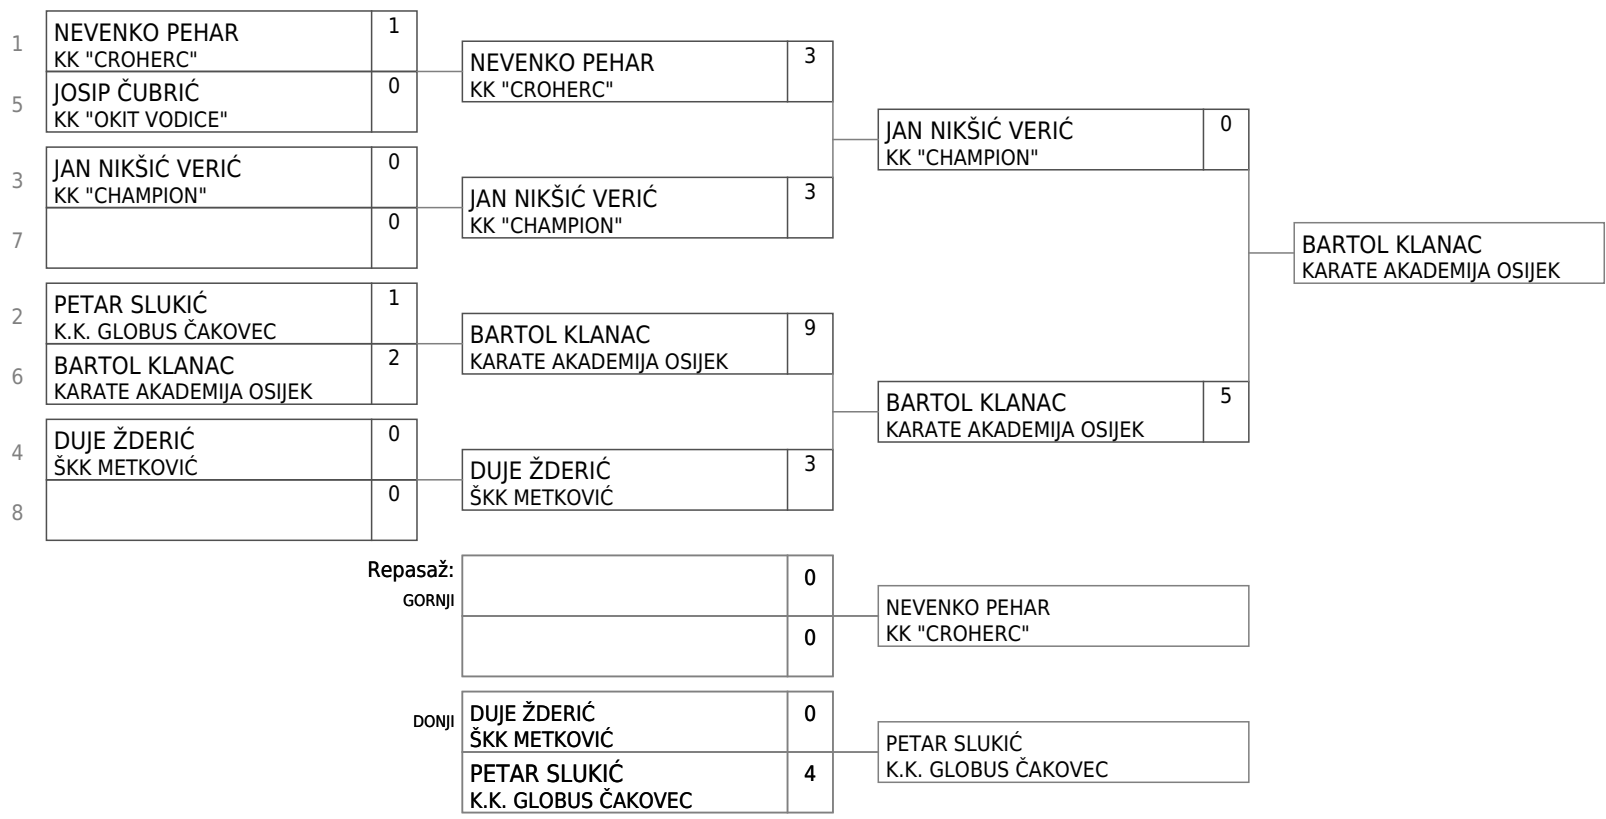 1
NEVENKO PEHAR
KK "CROHERC"
1
5
JOSIP ČUBRIĆ
KK "OKIT VODICE"
0
3
JAN NIKŠIĆ VERIĆ
KK "CHAMPION"
0
7
0
2
PETAR SLUKIĆ
K.K. GLOBUS ČAKOVEC
1
6
BARTOL KLANAC
KARATE AKADEMIJA OSIJEK
2
4
DUJE ŽDERIĆ
ŠKK METKOVIĆ
0
8
0
NEVENKO PEHAR
KK "CROHERC"
3
JAN NIKŠIĆ VERIĆ
KK "CHAMPION"
3
BARTOL KLANAC
KARATE AKADEMIJA OSIJEK
9
DUJE ŽDERIĆ
ŠKK METKOVIĆ
3
JAN NIKŠIĆ VERIĆ
KK "CHAMPION"
0
BARTOL KLANAC
KARATE AKADEMIJA OSIJEK
5
BARTOL KLANAC
KARATE AKADEMIJA OSIJEK
Repasaž:
GORNJI
0
0
NEVENKO PEHAR
KK "CROHERC"
DONJI
DUJE ŽDERIĆ
ŠKK METKOVIĆ
0
PETAR SLUKIĆ
K.K. GLOBUS ČAKOVEC
4
PETAR SLUKIĆ
K.K. GLOBUS ČAKOVEC